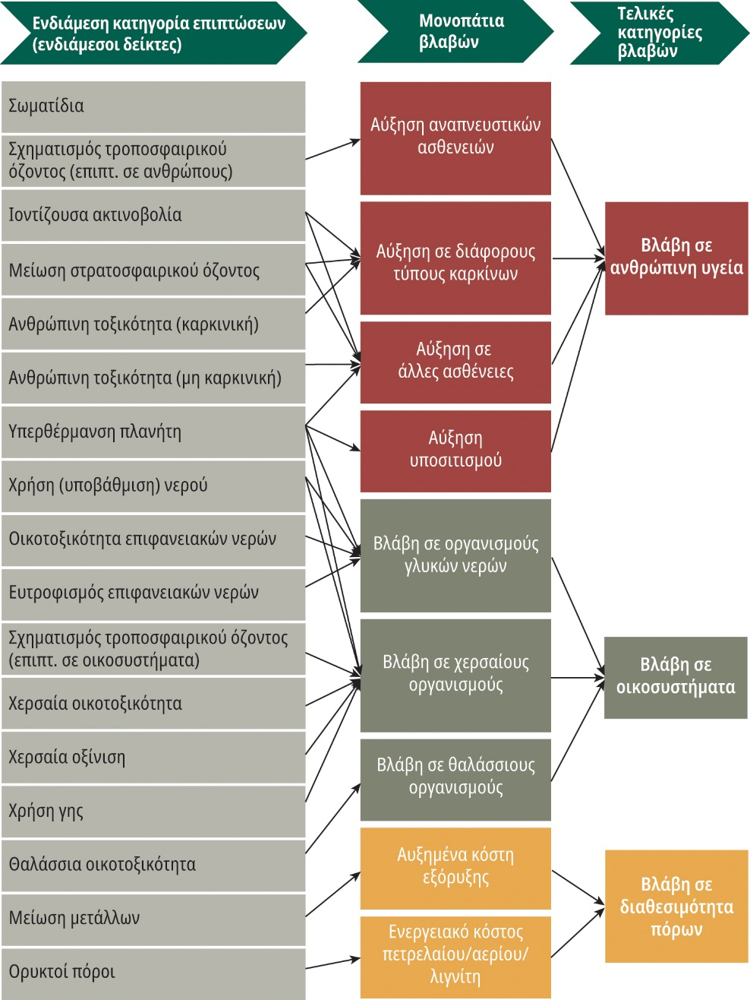 Ενδιάμεση κατηγορία επιπτώσεων
(ενδιάμεσοι δείκτες)
Μονοπάτια
βλαβών
Τελικές
κατηγορίες
βλαβών
Σωματίδια
Σχηματισμός τροποσφαιρικού
όζοντος (επιπτ. σε ανθρώπους)
Ιοντίζουσα ακτινοβολία
Μείωση στρατοσφαιρικού όζοντος
Ανθρώπινη τοξικότητα (καρκινική)
Ανθρώπινη τοξικότητα (μη καρκινική)
Υπερθέρμανση πλανήτη
Χρήση (υποβάθμιση) νερού
Οικοτοξικότητα επιφανειακών νερών
Ευτροφισμός επιφανειακών νερών
Σχηματισμός τροποσφαιρικού όζοντος
(επιπτ. σε οικοσυστήματα)
Χερσαία οικοτοξικότητα
Χερσαία οξίνιση
Χρήση γης
Θαλάσσια οικοτοξικότητα
Μείωση μετάλλων
Ορυκτοί πόροι
Αύξηση αναπνευστικών
ασθενειών
Αύξηση σε διάφορους
τύπους καρκίνων
Αύξηση σε
άλλες ασθένειες
Αύξηση
υποσιτισμού
Βλάβη σε οργανισμούς
γλυκών νερών
Βλάβη σε χερσαίους
οργανισμούς
Βλάβη σε θαλάσσιους
οργανισμούς
Αυξημένα κόστη
εξόρυξης
Ενεργειακό κόστος
πετρελαίου/αερίου/
λιγνίτη
Βλάβη σε
ανθρώπινη υγεία
Βλάβη σε
οικοσυστήματα
Βλάβη σε
διαθεσιμότητα
πόρων